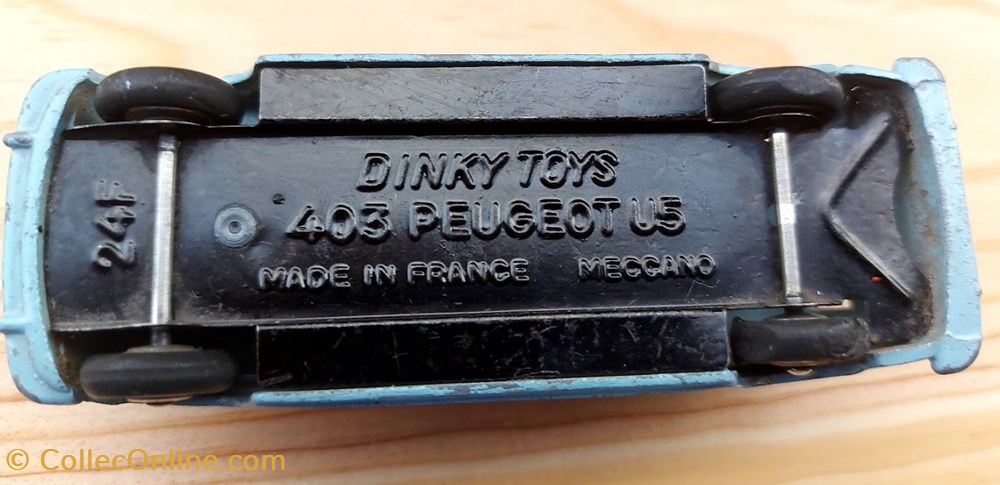 DINKY TOYS
403 PEUGEOT U5
MADE IN FRANCE MECCANO
24F
© CollecOnline.com